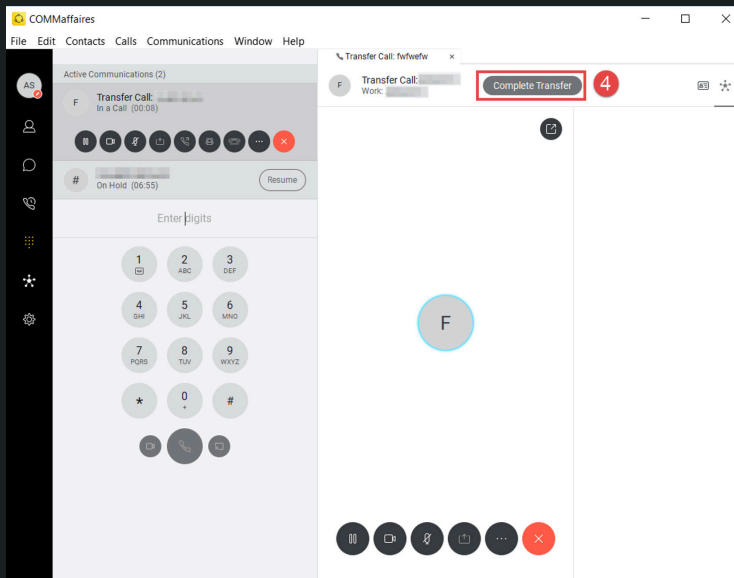 COMMaffaires
File Edit Contacts Calls Communications Window Help
Transfer Call: fwfwefw ×
AS
Active Communications (2)
F
Transfer Call:
In a Call (00:08)
#
On Hold (06:55)
Resume
Enter digits
1
2 ABC
3 DEF
4 GHI
5 JKL
6 MNO
7 PQRS
8 TUV
9 WXYZ
*
0 +
#
F
Transfer Call:
Work:
Complete Transfer
4
F